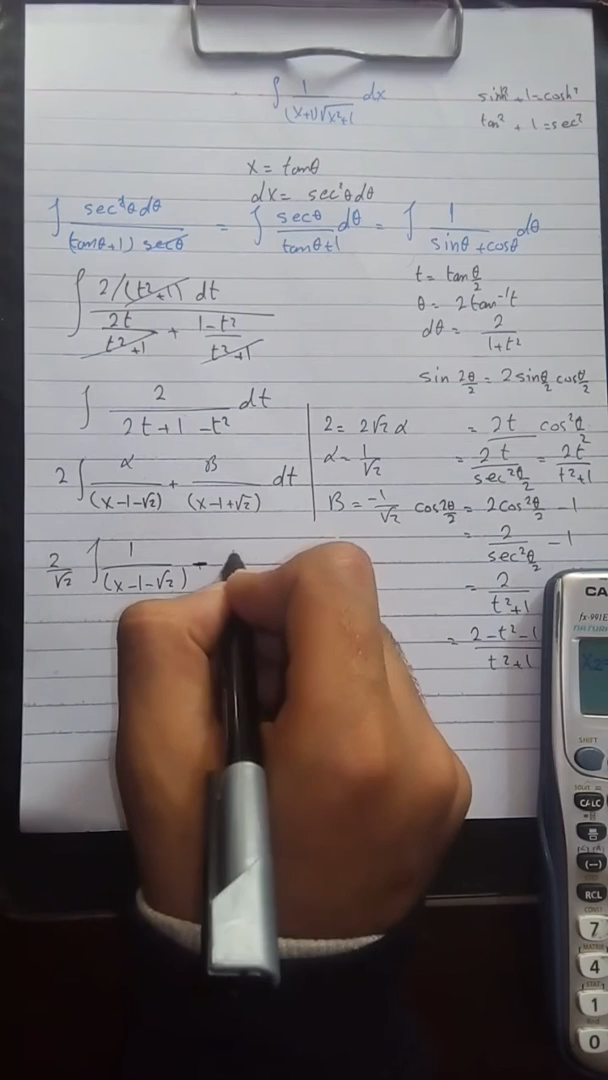 ∫ 1/((x+1)√x²+1) dx
sinh² + 1 = cosh²
tan² + 1 = sec²
x = tanθ
dx = sec²θ dθ
∫ sec²θ dθ/((tanθ+1) secθ) = ∫ secθ/(tanθ+1) dθ = ∫ 1/(sinθ + cosθ) dθ
∫ (2/(t²+1) dt)/(2t/(t²+1) + (1-t²)/(t²+1))
t = tan θ/2
θ = 2tan⁻¹t
dθ = 2/(1+t²)
sin 2θ/2 = 2sin θ/2 cos θ/2
∫ 2/(2t+1-t²) dt
2 = 2√2 α
= 2t cos² θ/2
2∫ α/(x-1-√2) + β/(x-1+√2) dt
α = 1/√2
= 2t/(sec² θ/2) = 2t/(t²+1)
β = -1/√2
cos 2θ/2 = 2cos² θ/2 - 1
= 2/(sec² θ/2) - 1
2/√2 ∫ 1/(x-1-√2) -
= 2/(t²+1)
= (2-t²-1)/(t²+1)
CA
fx-991E
SHIFT
CALC
(-)
RCL
7
4
1
0